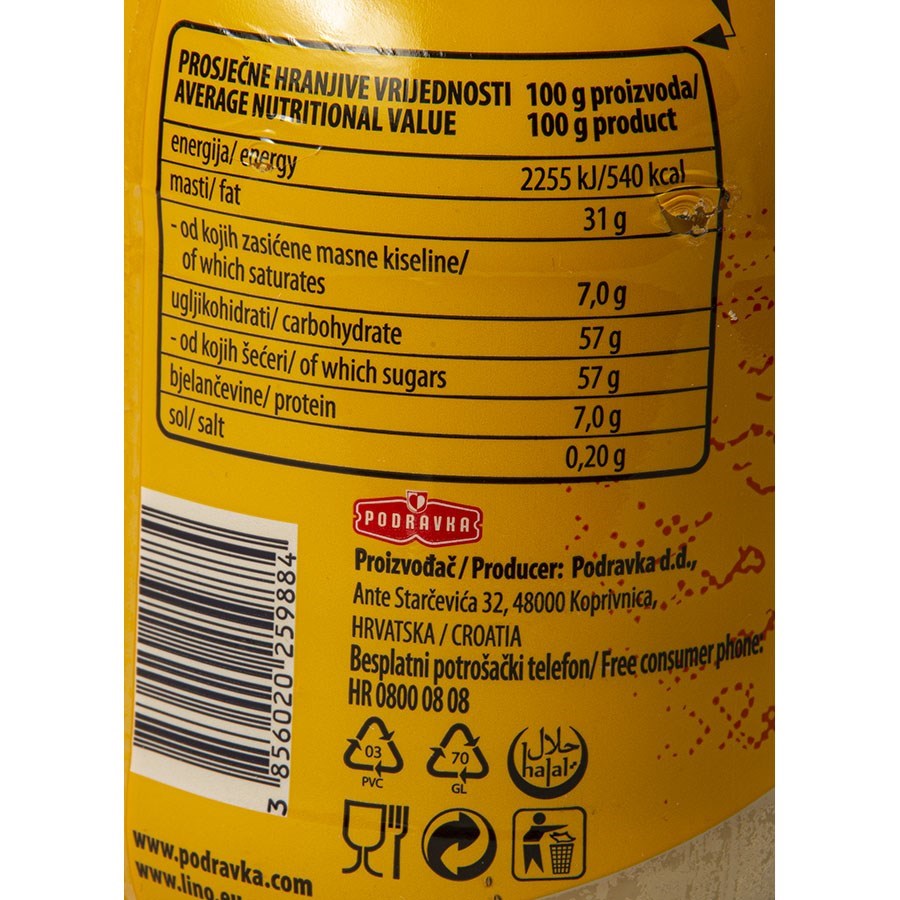 PROSJEČNE HRANJIVE VRIJEDNOSTI 100 g proizvoda/
AVERAGE NUTRITIONAL VALUE 100 g product
energija/ energy 2255 kJ/540 kcal
masti/ fat 31 g
- od kojih zasićene masne kiseline/
of which saturates 7,0 g
ugljikohidrati/ carbohydrate 57 g
- od kojih šećeri/ of which sugars 57 g
bjelančevine/ protein 7,0 g
sol/ salt 0,20 g
PODRAVKA
Proizvođač / Producer: Podravka d.d.,
Ante Starčevića 32, 48000 Koprivnica,
HRVATSKA / CROATIA
Besplatni potrošački telefon/ Free consumer phone:
HR 0800 08 08
3 856020 259884
03
PVC
70
GL
حلال
halal
www.podravka.com
www.lino.eu